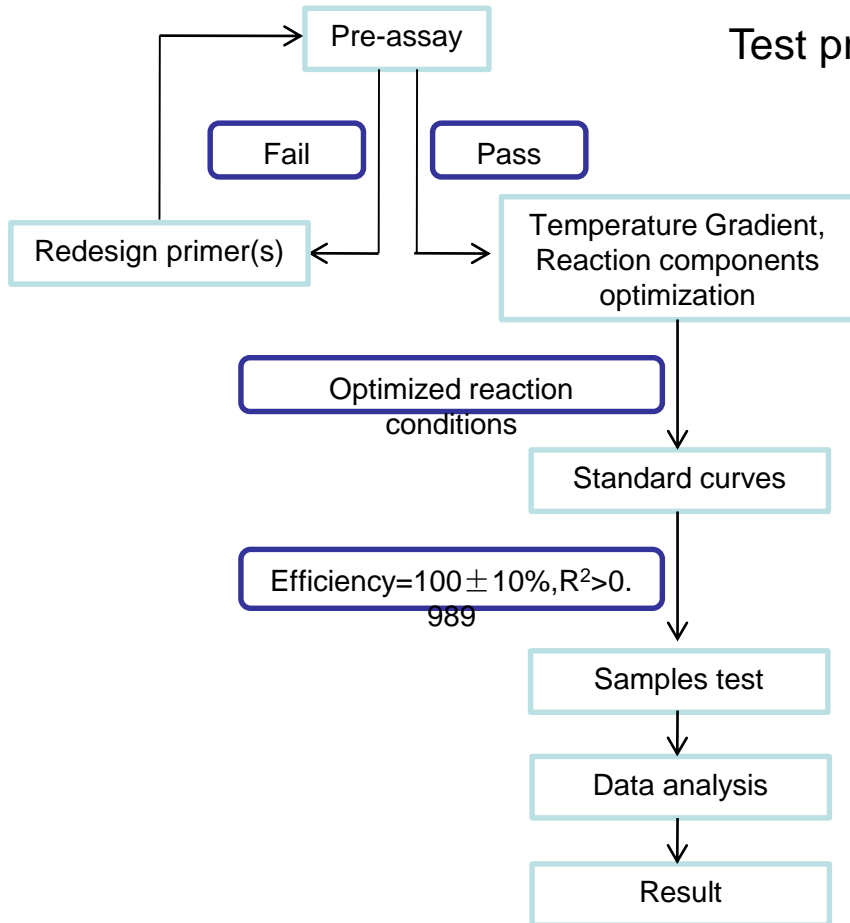 Pre-assay
Test pr
Fail
Pass
Redesign primer(s)
Temperature Gradient,
Reaction components
optimization
Optimized reaction
conditions
Standard curves
Efficiency=100±10%,R²>0.
989
Samples test
Data analysis
Result